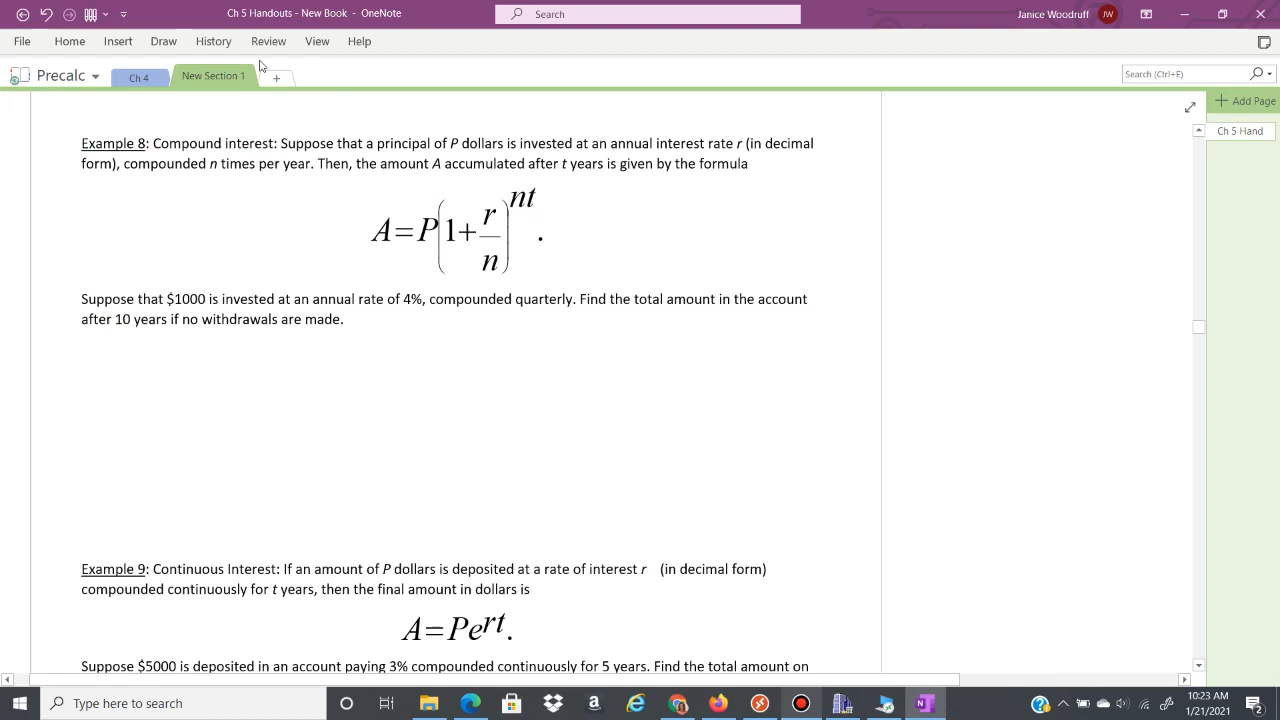 Ch 5 Handouts - New Book - OneNote
Search
Janice Woodruff
JW
File Home Insert Draw History Review View Help
Precalc
Ch 4
New Section 1
+
Search (Ctrl+E)
Add Page
Ch 5 Hand
Example 8: Compound interest: Suppose that a principal of P dollars is invested at an annual interest rate r (in decimal
form), compounded n times per year. Then, the amount A accumulated after t years is given by the formula
A=P(1+r/n)^nt.
Suppose that $1000 is invested at an annual rate of 4%, compounded quarterly. Find the total amount in the account
after 10 years if no withdrawals are made.
Example 9: Continuous Interest: If an amount of P dollars is deposited at a rate of interest r (in decimal form)
compounded continuously for t years, then the final amount in dollars is
A=Pe^rt.
Suppose $5000 is deposited in an account paying 3% compounded continuously for 5 years. Find the total amount on
Type here to search
10:23 AM
1/21/2021
2